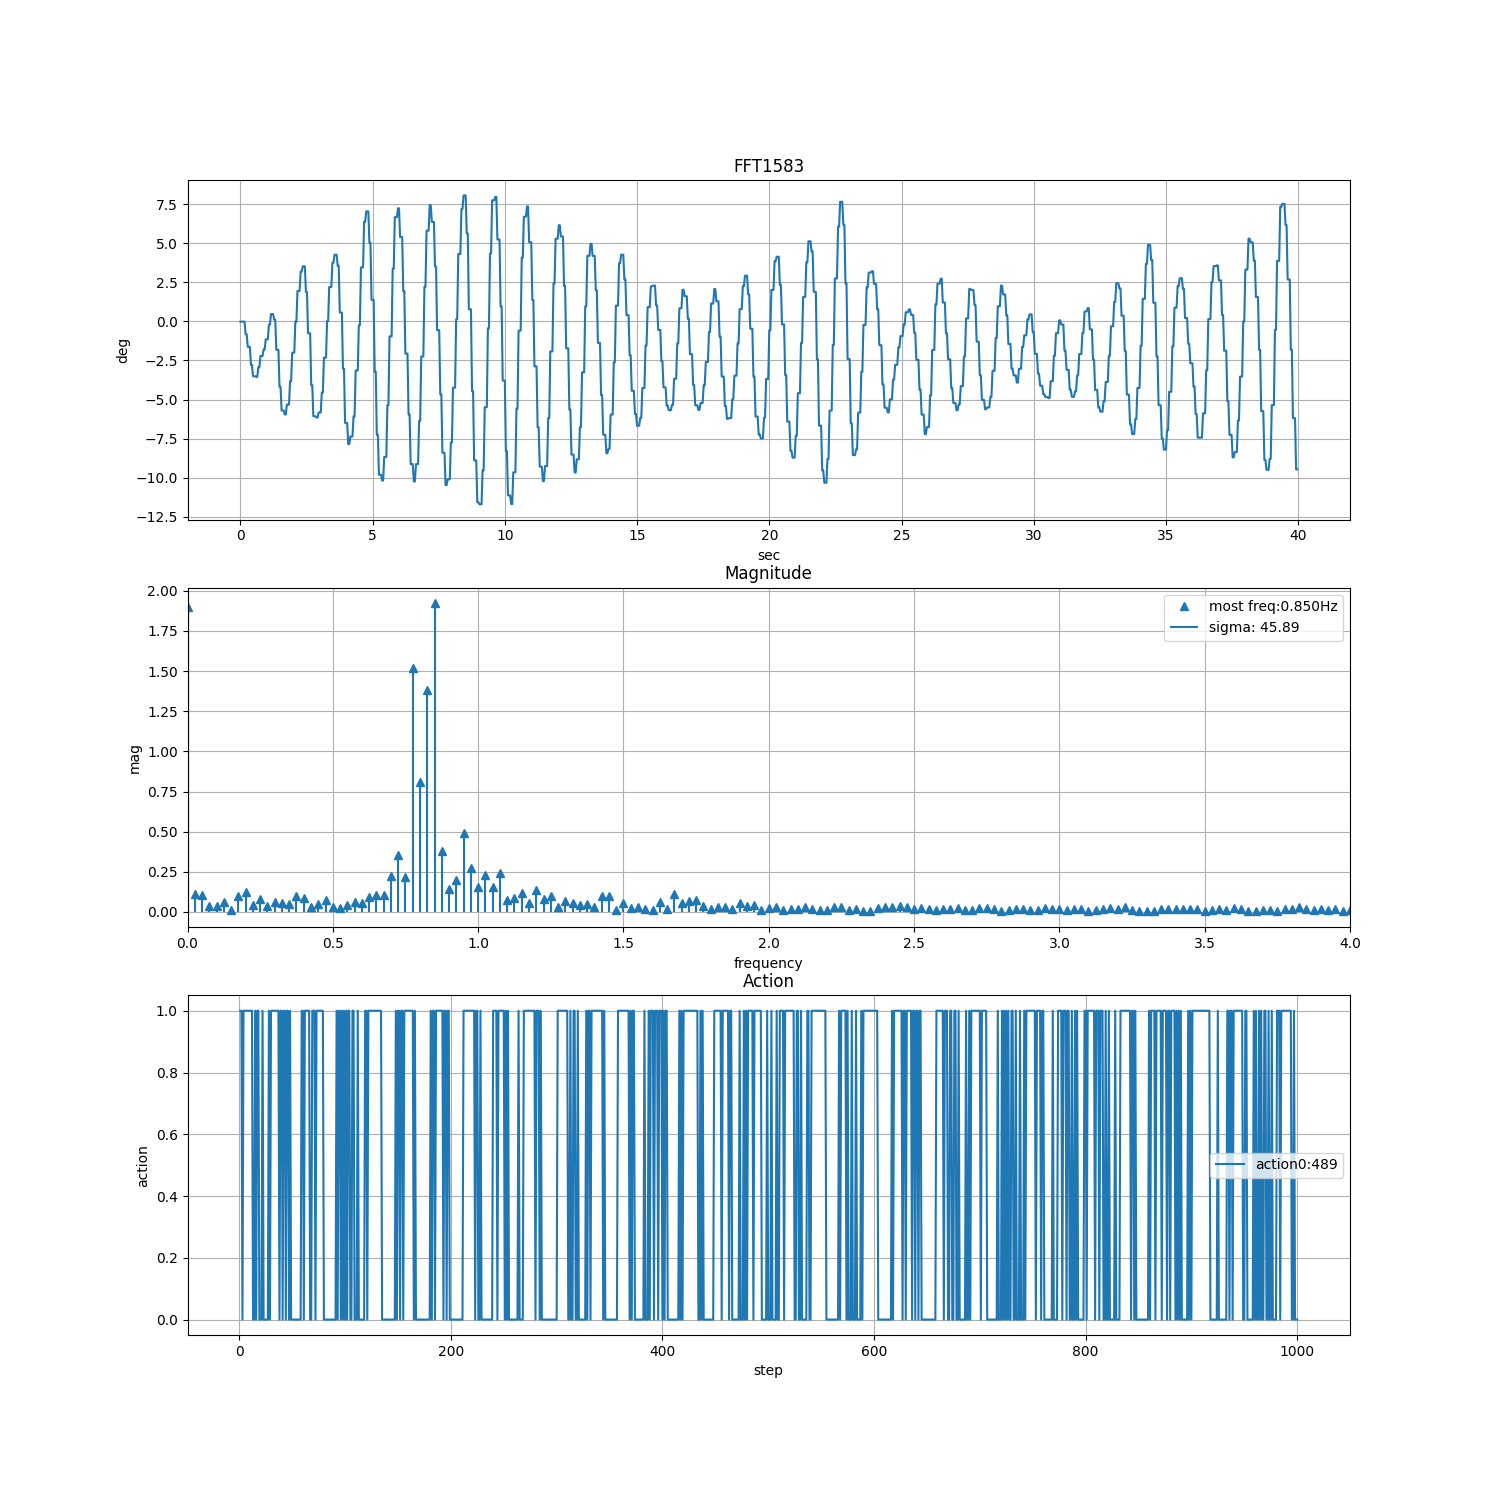 FFT1583
7.5
5.0
2.5
0.0
−2.5
−5.0
−7.5
−10.0
−12.5
deg
0 5 10 15 20 25 30 35 40
sec
Magnitude
2.00
1.75
1.50
1.25
1.00
0.75
0.50
0.25
0.00
mag
most freq:0.850Hz
sigma: 45.89
0.0 0.5 1.0 1.5 2.0 2.5 3.0 3.5 4.0
frequency
Action
1.0
0.8
0.6
0.4
0.2
0.0
action
action0:489
0 200 400 600 800 1000
step